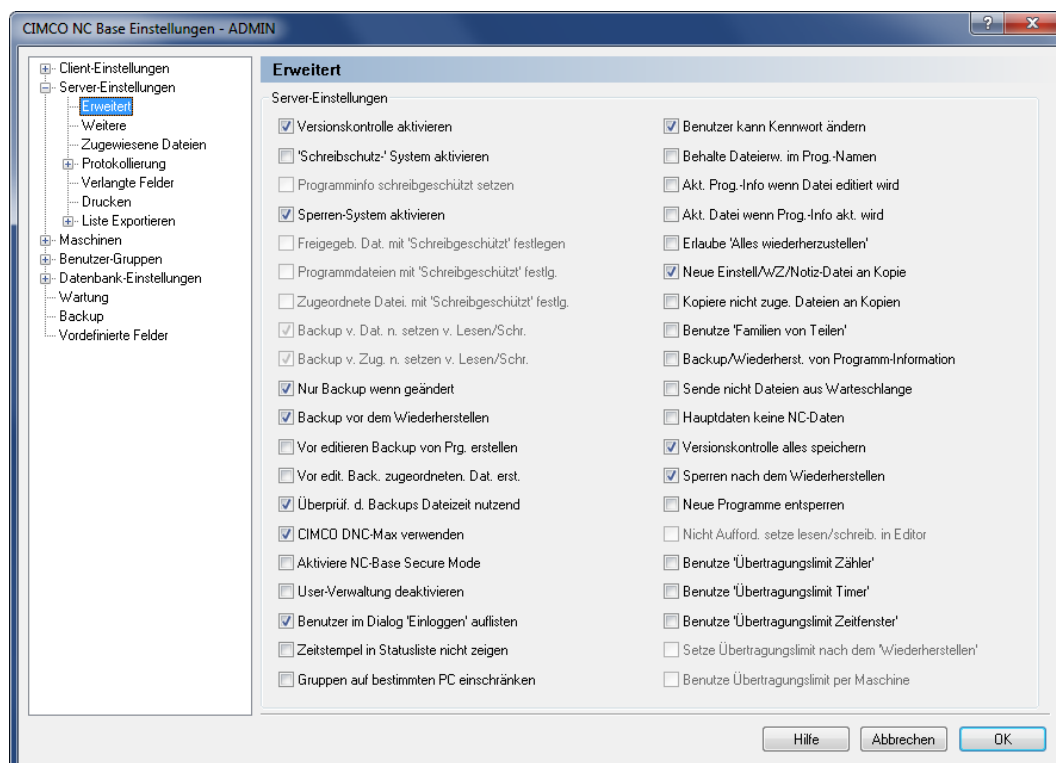 CIMCO NC Base Einstellungen - ADMIN
Client-Einstellungen
Server-Einstellungen
Erweitert
Weitere
Zugewiesene Dateien
Protokollierung
Verlangte Felder
Drucken
Liste Exportieren
Maschinen
Benutzer-Gruppen
Datenbank-Einstellungen
Wartung
Backup
Vordefinierte Felder
Erweitert
Server-Einstellungen
Versionskontrolle aktivieren
'Schreibschutz-' System aktivieren
Programminfo schreibgeschützt setzen
Sperren-System aktivieren
Freigegeb. Dat. mit 'Schreibgeschützt' festlegen
Programmdateien mit 'Schreibgeschützt' festlg.
Zugeordnete Datei. mit 'Schreibgeschützt' festlg.
Backup v. Dat. n. setzen v. Lesen/Schr.
Backup v. Zug. n. setzen v. Lesen/Schr.
Nur Backup wenn geändert
Backup vor dem Wiederherstellen
Vor editieren Backup von Prg. erstellen
Vor edit. Back. zugeordneten. Dat. erst.
Überprüf. d. Backups Dateizeit nutzend
CIMCO DNC-Max verwenden
Aktiviere NC-Base Secure Mode
User-Verwaltung deaktivieren
Benutzer im Dialog 'Einloggen' auflisten
Zeitstempel in Statusliste nicht zeigen
Gruppen auf bestimmten PC einschränken
Benutzer kann Kennwort ändern
Behalte Dateierw. im Prog.-Namen
Akt. Prog.-Info wenn Datei editiert wird
Akt. Datei wenn Prog.-Info akt. wird
Erlaube 'Alles wiederherzustellen'
Neue Einstell/WZ/Notiz-Datei an Kopie
Kopiere nicht zuge. Dateien an Kopien
Benutze 'Familien von Teilen'
Backup/Wiederherst. von Programm-Information
Sende nicht Dateien aus Warteschlange
Hauptdaten keine NC-Daten
Versionskontrolle alles speichern
Sperren nach dem Wiederherstellen
Neue Programme entsperren
Nicht Aufford. setze lesen/schreib. in Editor
Benutze 'Übertragungslimit Zähler'
Benutze 'Übertragungslimit Timer'
Benutze 'Übertragungslimit Zeitfenster'
Setze Übertragungslimit nach dem 'Wiederherstellen'
Benutze Übertragungslimit per Maschine
Hilfe
Abbrechen
OK